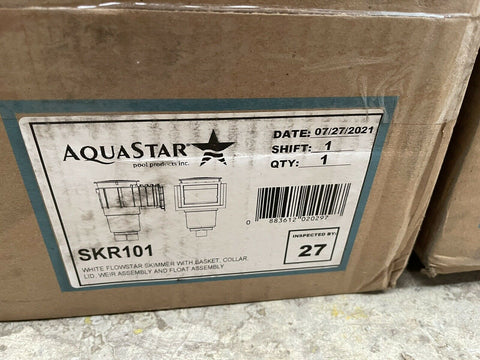 AQUASTAR
pool products inc.
DATE: 07/27/2021
SHIFT: 1
QTY: 1
0 883612 020297
SKR101
INSPECTED BY:
27
WHITE FLOWSTAR SKIMMER WITH BASKET, COLLAR,
LID, WEIR ASSEMBLY AND FLOAT ASSEMBLY